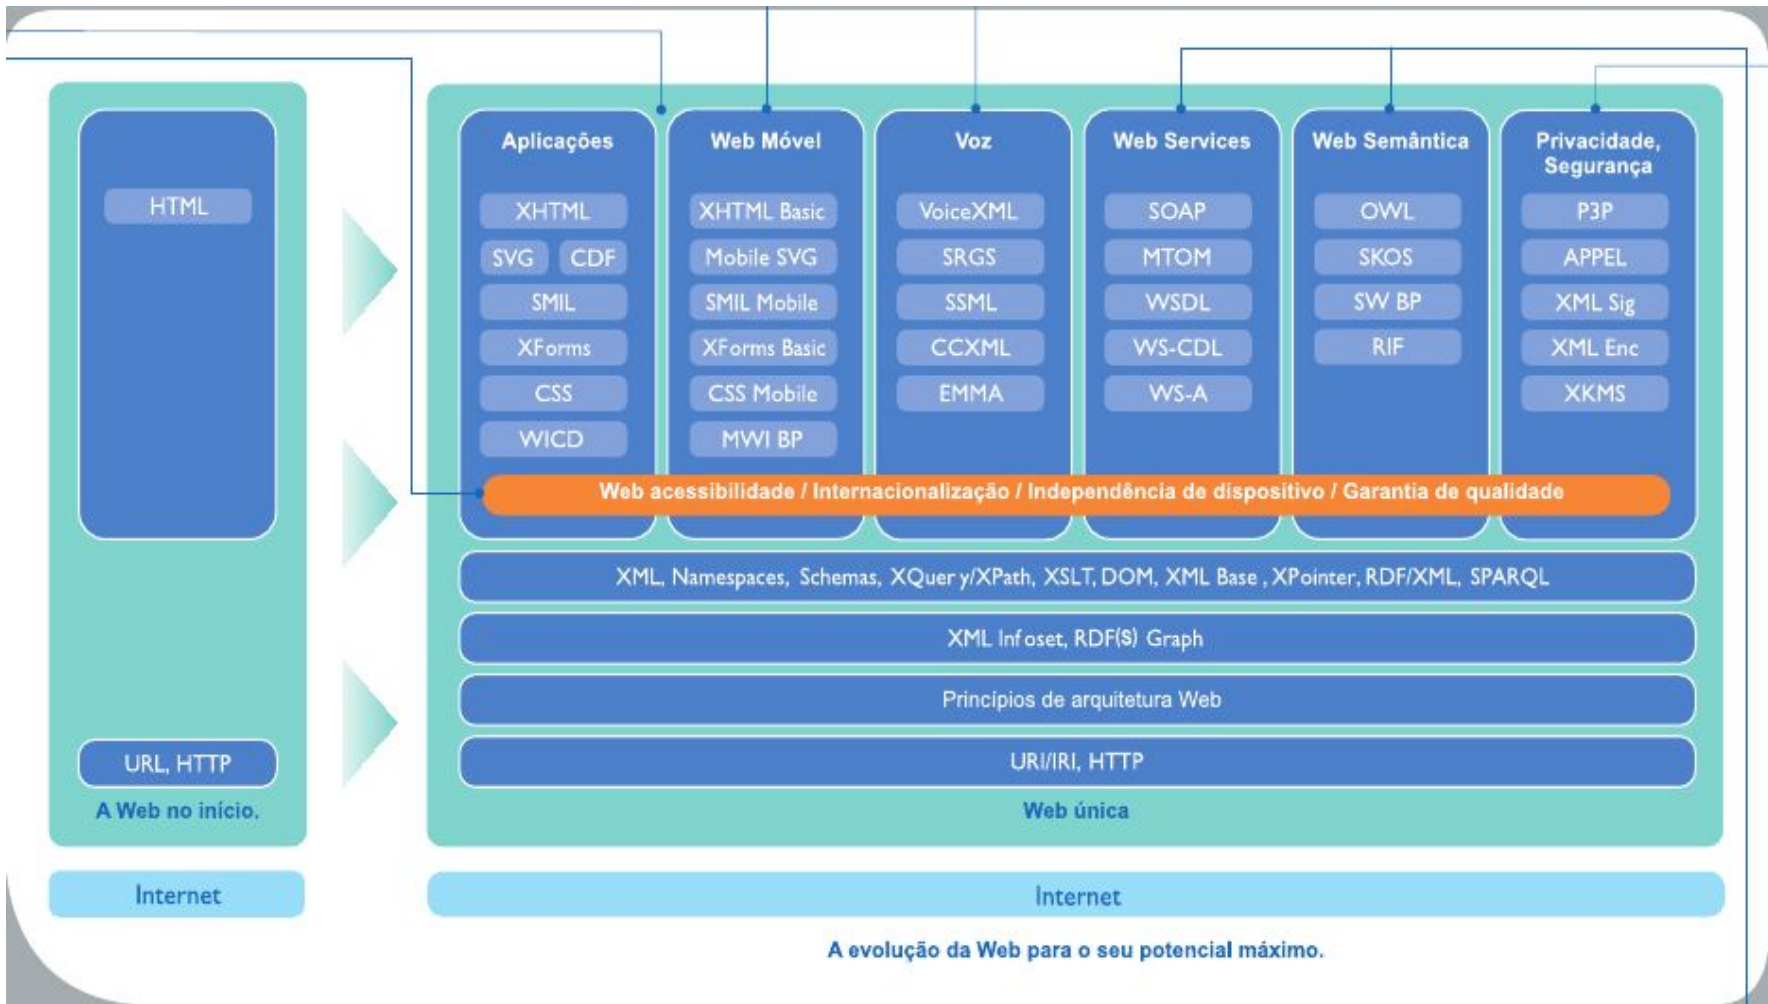 HTML
URL, HTTP
A Web no início.
Internet
Aplicações
XHTML
SVG
CDF
SMIL
XForms
CSS
WICD
Web Móvel
XHTML Basic
Mobile SVG
SMIL Mobile
XForms Basic
CSS Mobile
MWI BP
Voz
VoiceXML
SRGS
SSML
CCXML
EMMA
Web Services
SOAP
MTOM
WSDL
WS-CDL
WS-A
Web Semântica
OWL
SKOS
SW BP
RIF
Privacidade,
Segurança
P3P
APPEL
XML Sig
XML Enc
XKMS
Web acessibilidade / Internacionalização / Independência de dispositivo / Garantia de qualidade
XML, Namespaces, Schemas, XQuery/XPath, XSLT, DOM, XML Base, XPointer, RDF/XML, SPARQL
XML Infoset, RDF(S) Graph
Princípios de arquitetura Web
URI/IRI, HTTP
Web única
Internet
A evolução da Web para o seu potencial máximo.